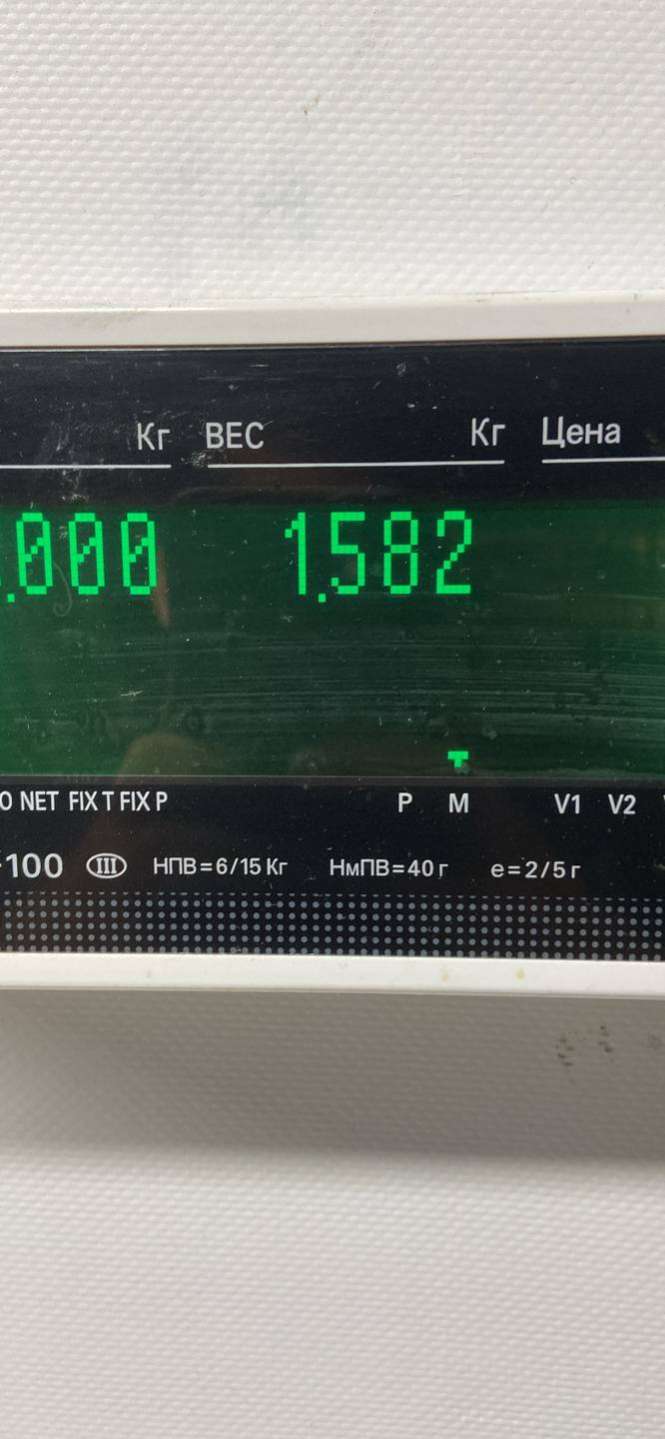 Кг ВЕС Кг Цена
.000 1.582
O NET FIX T FIX P P M V1 V2
-100 III НПВ=6/15 Кг НмПВ=40 г e=2/5 г